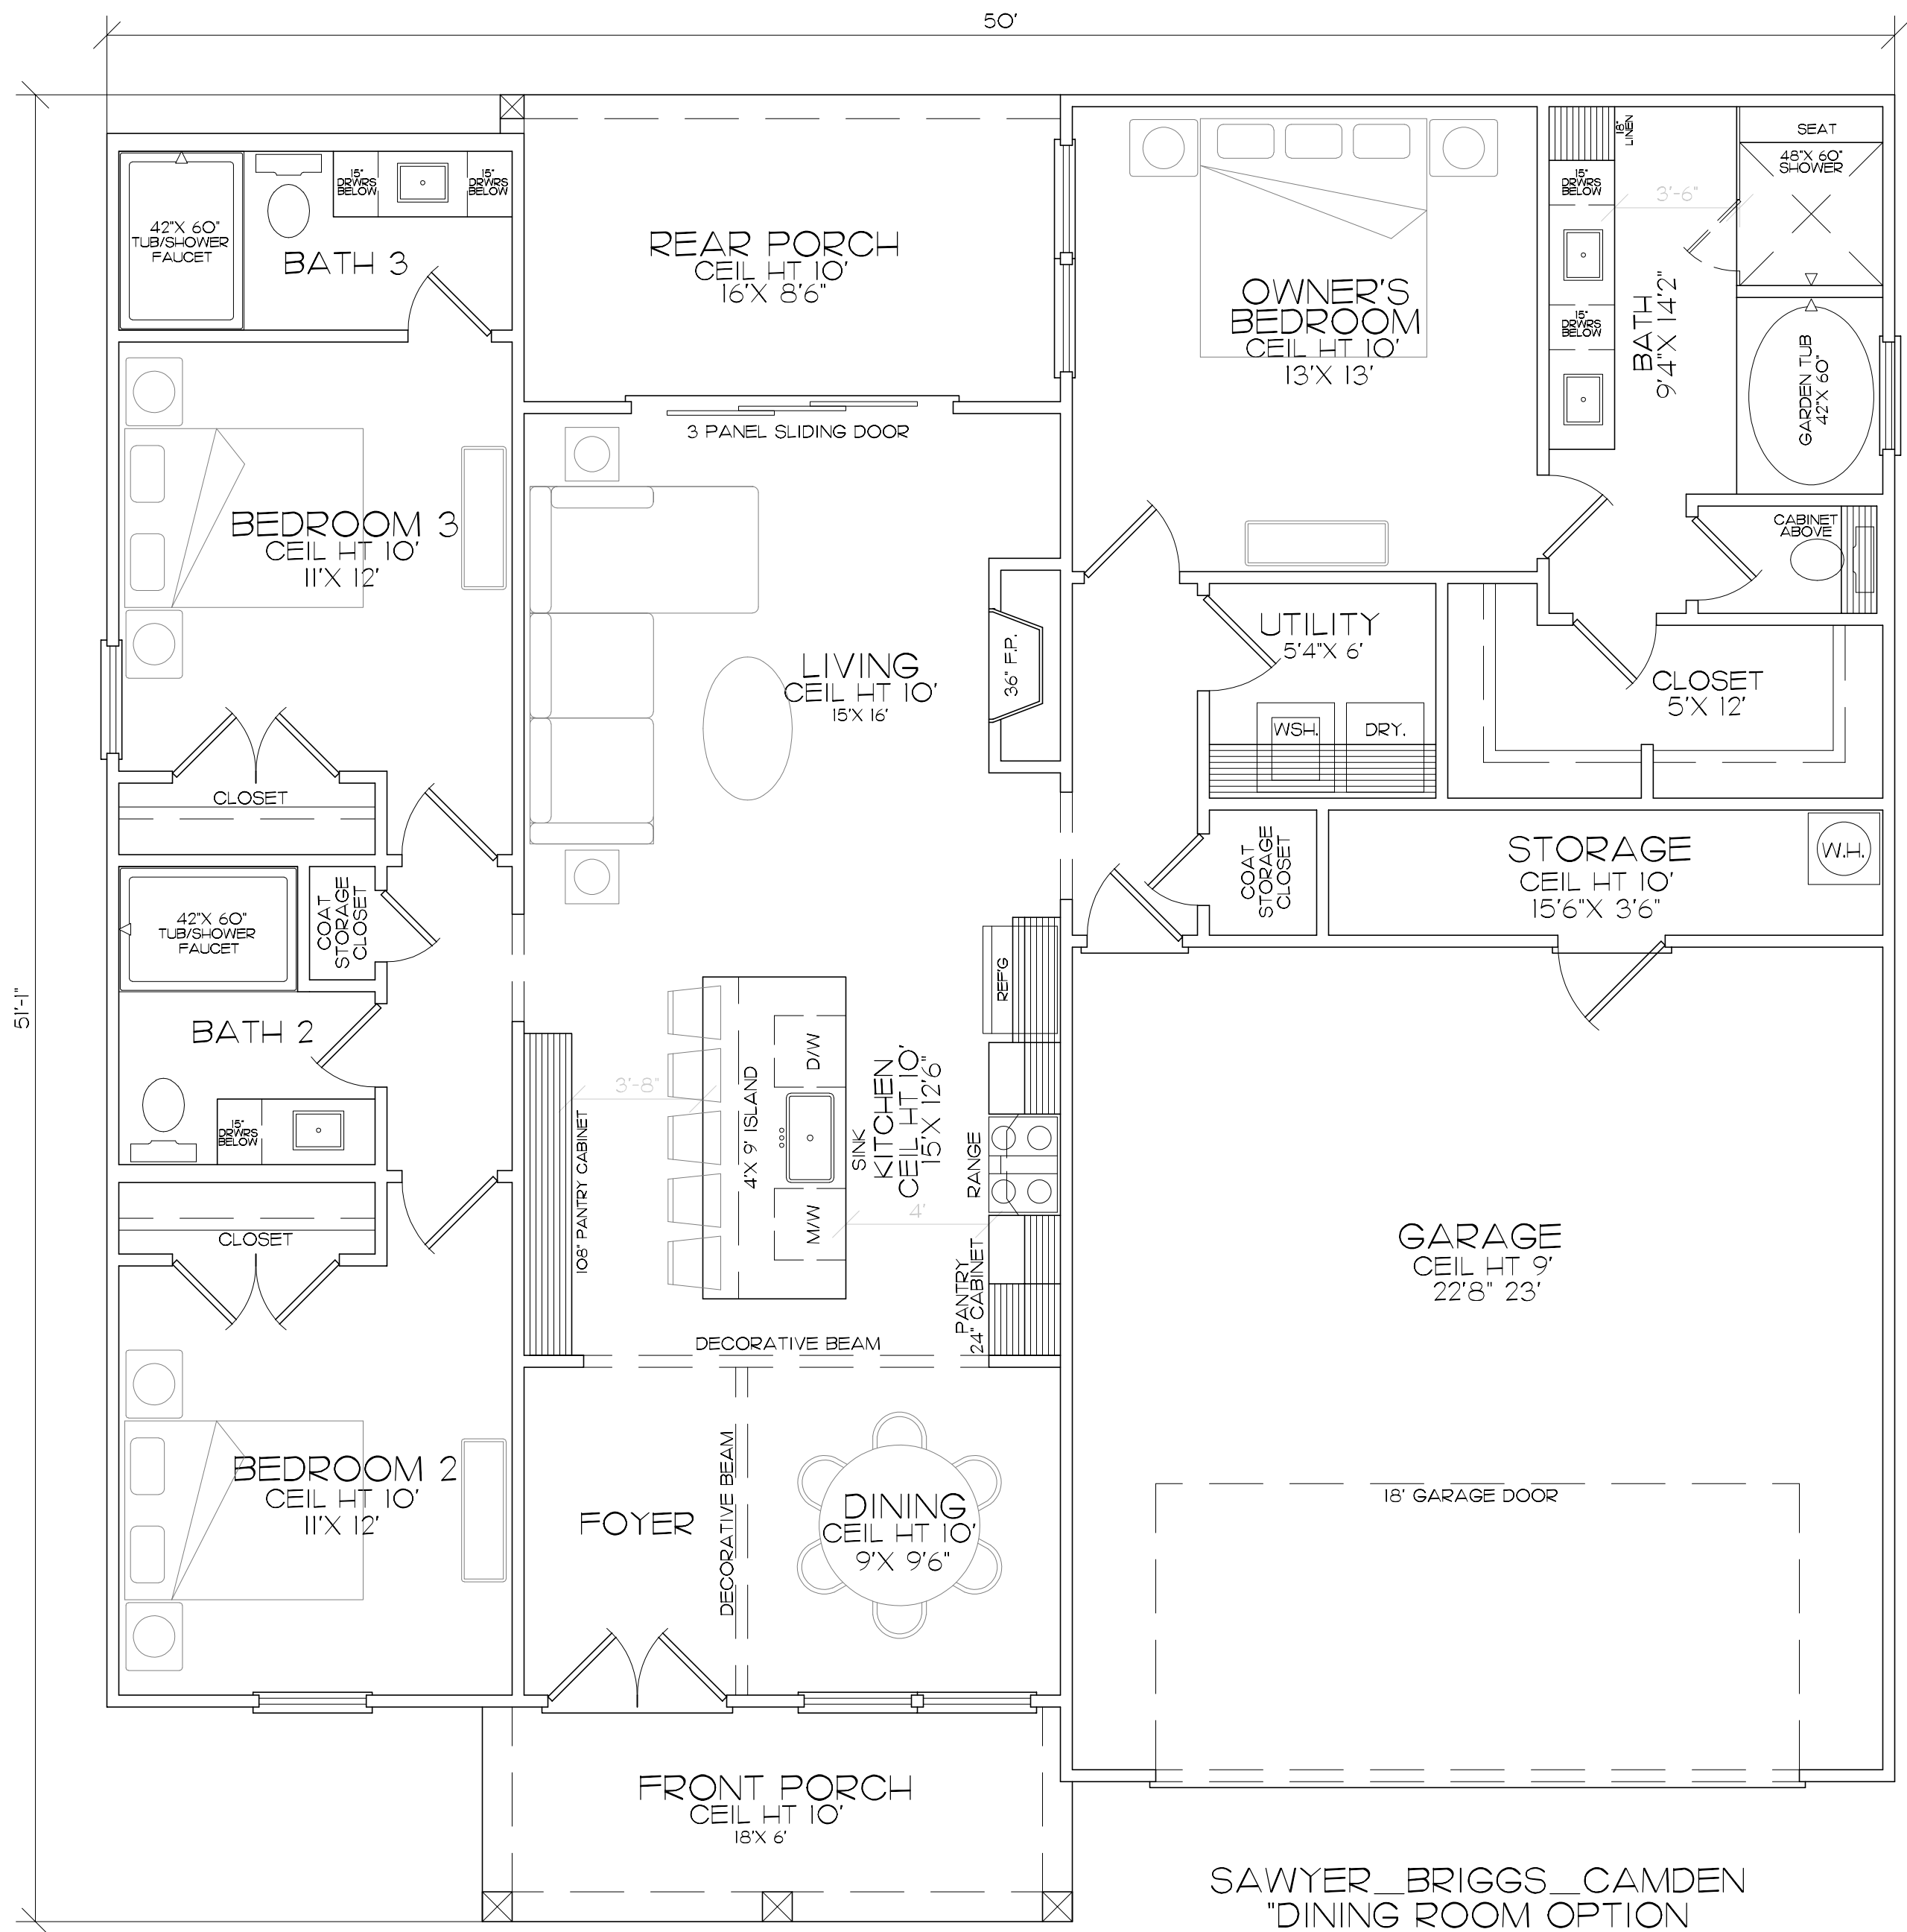 50'
51'-1"
42"X 60"
TUB/SHOWER
FAUCET
15"
DRWRS
BELOW
15"
DRWRS
BELOW
BATH 3
REAR PORCH
CEIL HT 10'
16'X 8'6"
OWNER'S
BEDROOM
CEIL HT 10'
13'X 13'
18"
LINEN
15"
DRWRS
BELOW
15"
DRWRS
BELOW
3'-6"
SEAT
48"X 60"
SHOWER
BATH
9'4"X 14'2"
GARDEN TUB
42"X 60"
CABINET
ABOVE
3 PANEL SLIDING DOOR
BEDROOM 3
CEIL HT 10'
11'X 12'
LIVING
CEIL HT 10'
15'X 16'
36" F.P.
UTILITY
5'4"X 6'
WSH.
DRY.
CLOSET
5'X 12'
CLOSET
COAT
STORAGE
CLOSET
STORAGE
CEIL HT 10'
15'6"X 3'6"
W.H.
42"X 60"
TUB/SHOWER
FAUCET
COAT
STORAGE
CLOSET
BATH 2
15"
DRWRS
BELOW
REF'G
3'-8"
108" PANTRY CABINET
4'X 9' ISLAND
D/W
SINK
M/W
KITCHEN
CEIL HT 10'
15'X 12'6"
RANGE
4'
PANTRY
24" CABINET
CLOSET
DECORATIVE BEAM
GARAGE
CEIL HT 9'
22'8" 23'
BEDROOM 2
CEIL HT 10'
11'X 12'
FOYER
DECORATIVE BEAM
DINING
CEIL HT 10'
9'X 9'6"
18' GARAGE DOOR
FRONT PORCH
CEIL HT 10'
18'X 6'
SAWYER_BRIGGS_CAMDEN
"DINING ROOM OPTION